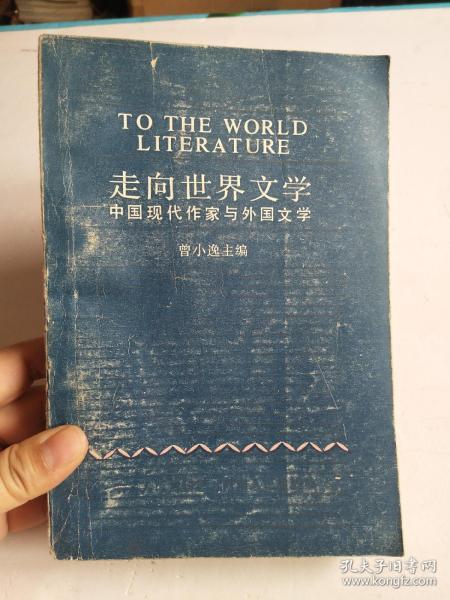 TO THE WORLD
LITERATURE
走向世界文学
中国现代作家与外国文学
曾小逸主编
孔夫子旧书网
www.kongfz.com